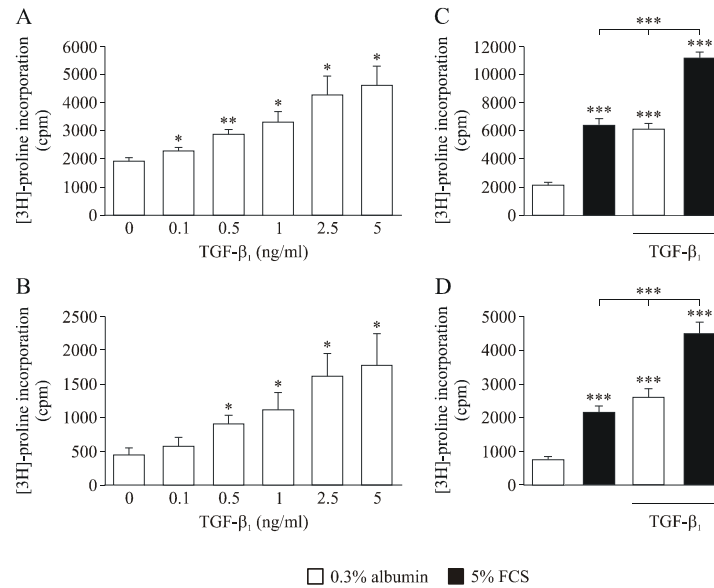 A
[3H]-proline incorporation
(cpm)
6000
5000
4000
3000
2000
1000
0
*
**
*
*
*
0 0.1 0.5 1 2.5 5
TGF-β₁ (ng/ml)
C
[3H]-proline incorporation
(cpm)
12000
10000
8000
6000
4000
2000
0
***
***
***
***
TGF-β₁
B
[3H]-proline incorporation
(cpm)
2500
2000
1500
1000
500
0
*
*
*
*
0 0.1 0.5 1 2.5 5
TGF-β₁ (ng/ml)
D
[3H]-proline incorporation
(cpm)
5000
4000
3000
2000
1000
0
***
***
***
***
TGF-β₁
0.3% albumin 5% FCS